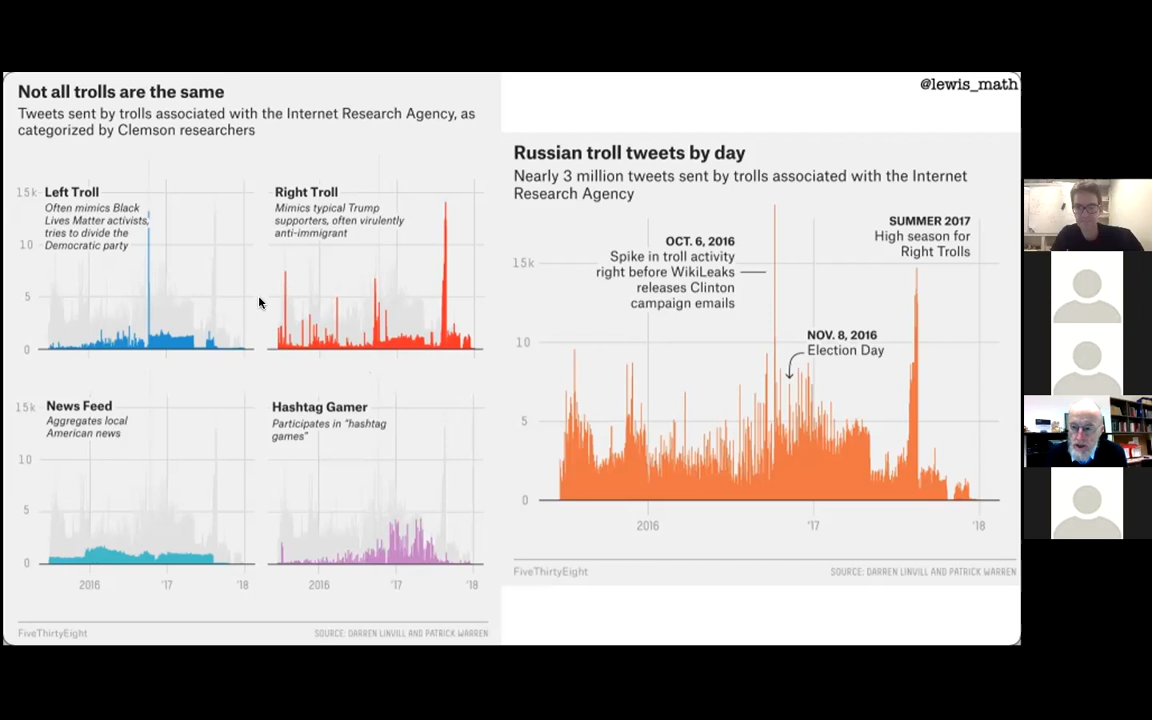 @lewis_math
Not all trolls are the same
Tweets sent by trolls associated with the Internet Research Agency, as
categorized by Clemson researchers
15k
Left Troll
Often mimics Black
Lives Matter activists,
tries to divide the
Democratic party
10
5
0
Right Troll
Mimics typical Trump
supporters, often virulently
anti-immigrant
15k
News Feed
Aggregates local
American news
10
5
0
2016
'17
'18
Hashtag Gamer
Participates in "hashtag
games"
2016
'17
'18
FiveThirtyEight
SOURCE: DARREN LINVILL AND PATRICK WARREN
Russian troll tweets by day
Nearly 3 million tweets sent by trolls associated with the Internet
Research Agency
15k
10
5
0
OCT. 6, 2016
Spike in troll activity
right before WikiLeaks
releases Clinton
campaign emails
NOV. 8, 2016
Election Day
SUMMER 2017
High season for
Right Trolls
2016
'17
'18
FiveThirtyEight
SOURCE: DARREN LINVILL AND PATRICK WARREN